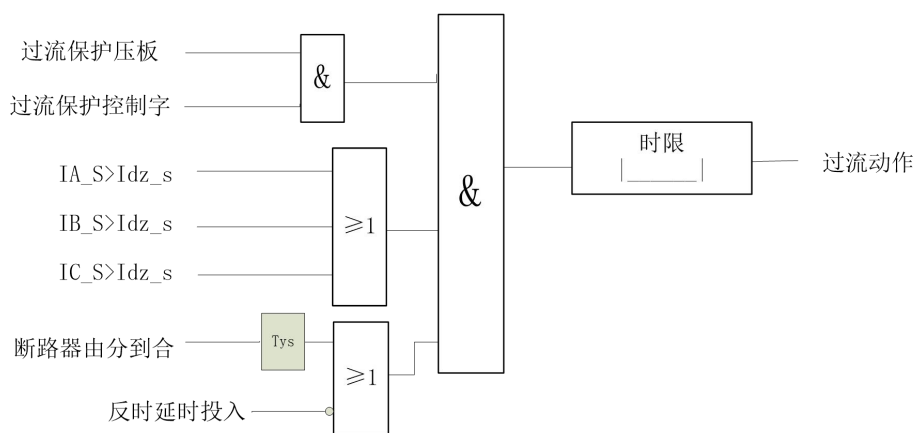 过流保护压板
&
过流保护控制字
时限
过流动作
IA_S>Idz_s
&
IB_S>Idz_s
≥1
IC_S>Idz_s
断路器由分到合
Tys
≥1
反时延时投入